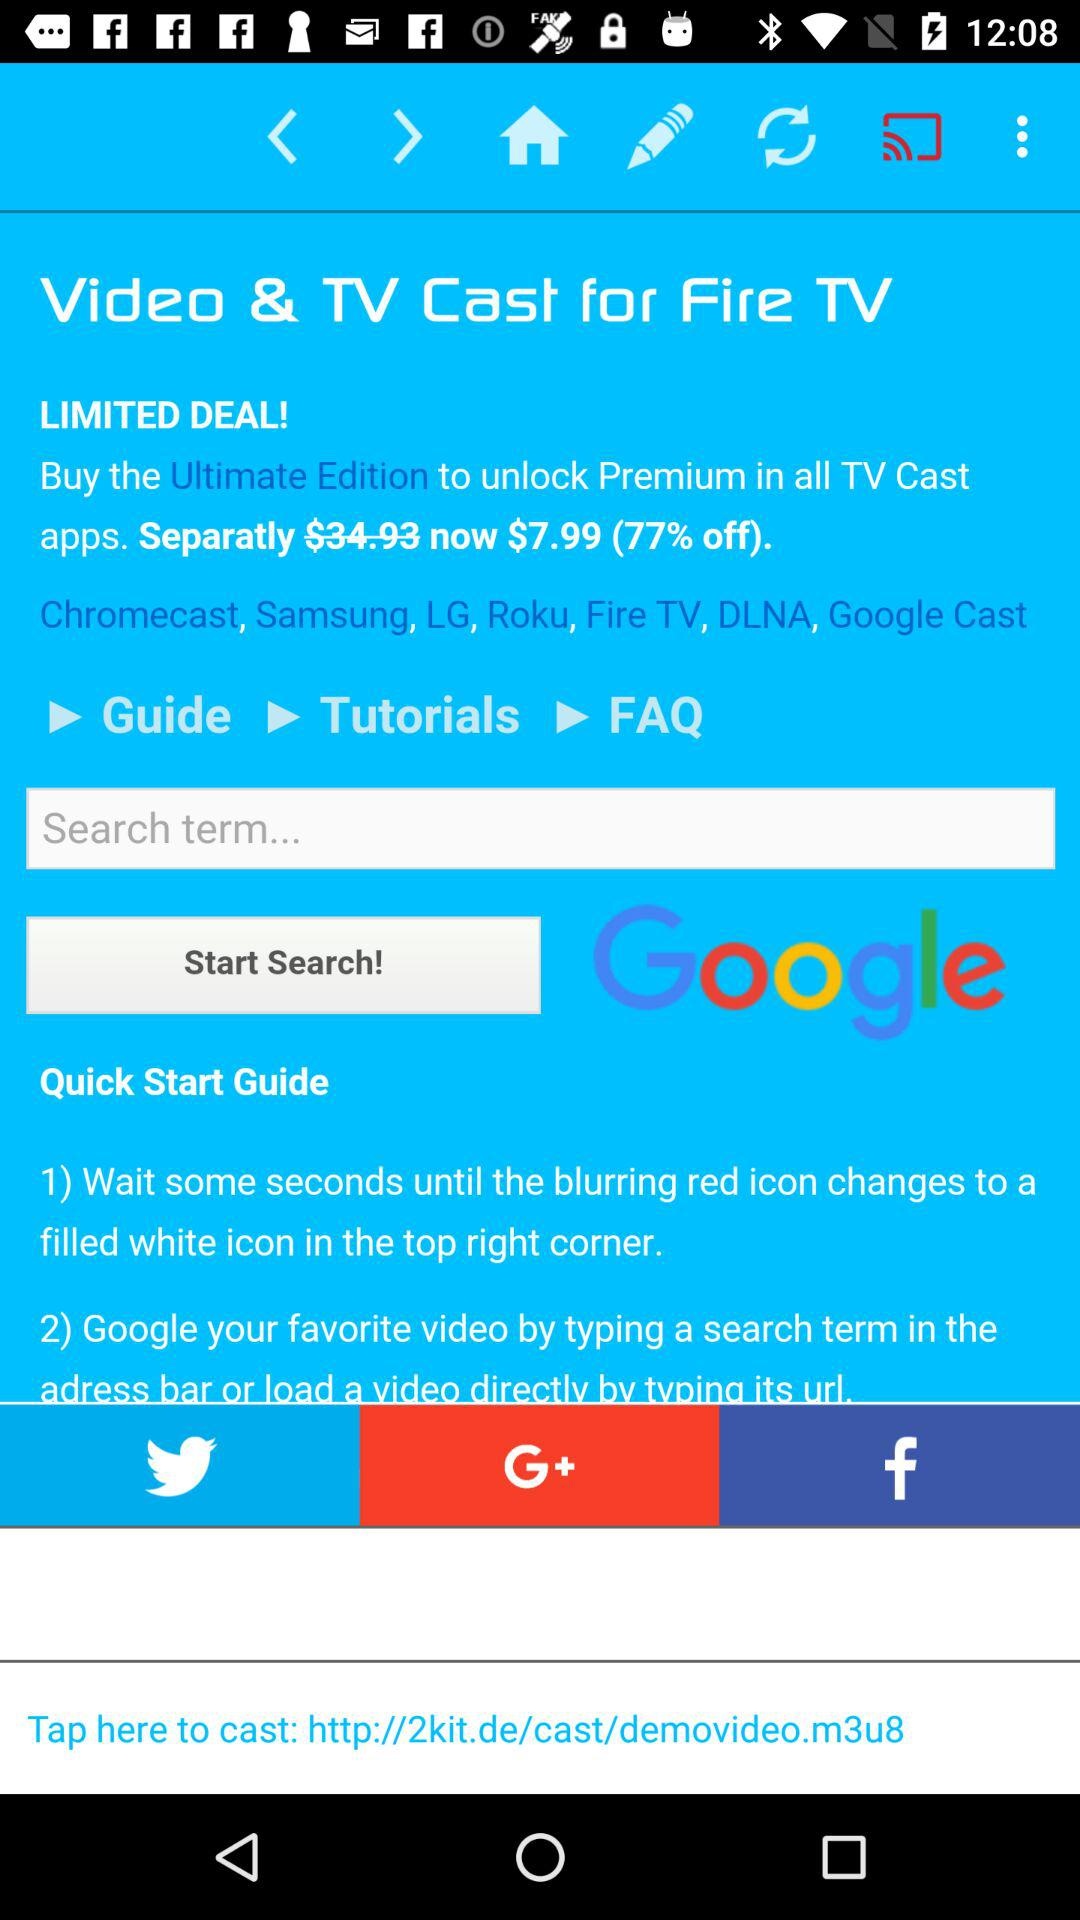 FAKE
12:08
Video & TV Cast for Fire TV
LIMITED DEAL!
Buy the Ultimate Edition to unlock Premium in all TV Cast
apps. Separatly $34.93 now $7.99 (77% off).
Chromecast, Samsung, LG, Roku, Fire TV, DLNA, Google Cast
► Guide ► Tutorials ► FAQ
Search term...
Start Search!
Google
Quick Start Guide
1) Wait some seconds until the blurring red icon changes to a
filled white icon in the top right corner.
2) Google your favorite video by typing a search term in the
adress bar or load a video directly by typing its url.
G+
Tap here to cast: http://2kit.de/cast/demovideo.m3u8